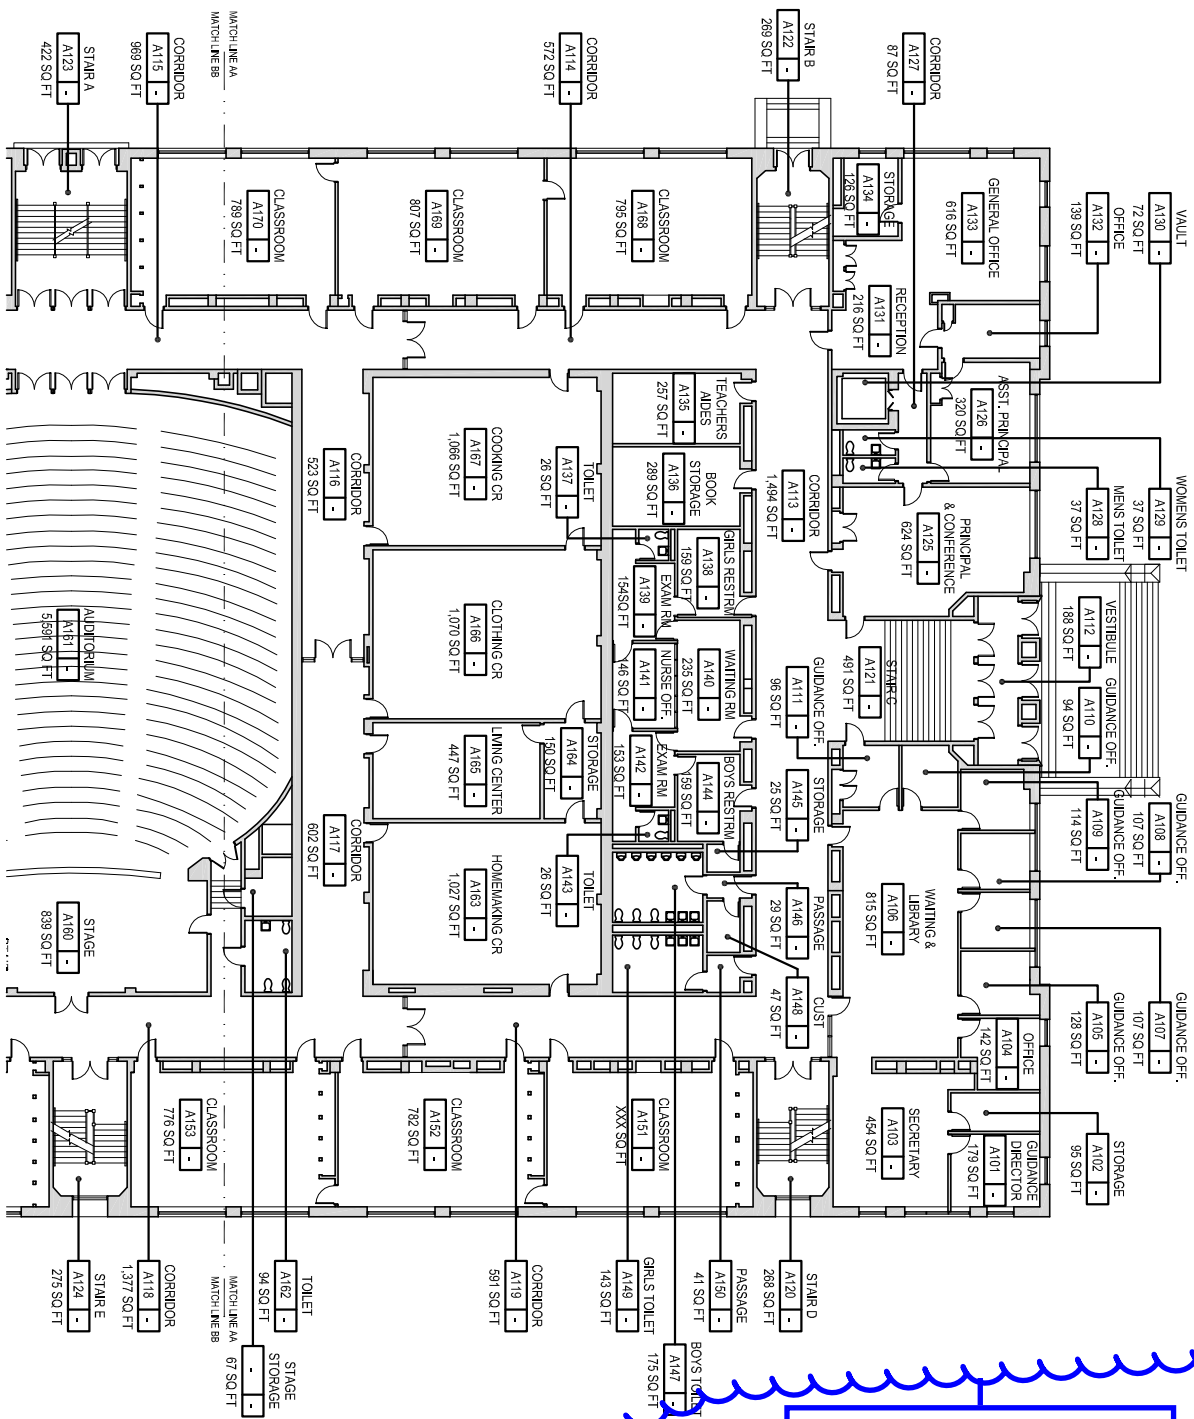 VAULT
A130
-
72 SQ FT
OFFICE
A132
-
139 SQ FT
GENERAL OFFICE
A133
-
616 SQ FT
STORAGE
A134
-
126 SQ FT
RECEPTION
A131
-
216 SQ FT
CORRIDOR
A127
-
87 SQ FT
STAIR B
A122
-
269 SQ FT
CORRIDOR
A114
-
572 SQ FT
MATCH LINE AA
MATCH LINE BB
CORRIDOR
A115
-
969 SQ FT
STAIR A
A123
-
422 SQ FT
CLASSROOM
A168
-
795 SQ FT
CLASSROOM
A169
-
807 SQ FT
CLASSROOM
A170
-
789 SQ FT
WOMENS TOILET
A129
-
37 SQ FT
MENS TOILET
A128
-
37 SQ FT
ASST. PRINCIPAL
A126
-
320 SQ FT
PRINCIPAL
& CONFERENCE
A125
-
624 SQ FT
CORRIDOR
A113
-
1,494 SQ FT
TEACHERS
AIDES
A135
-
257 SQ FT
BOOK
STORAGE
A136
-
289 SQ FT
TOILET
A137
-
26 SQ FT
COOKING CR
A167
-
1,066 SQ FT
CORRIDOR
A116
-
523 SQ FT
GIRLS RESTRM
A138
-
159 SQ FT
EXAM RM
A139
-
154SQ FT
VESTIBULE
A112
-
188 SQ FT
GUIDANCE OFF.
A110
-
94 SQ FT
STAIR C
A121
-
491 SQ FT
GUIDANCE OFF.
A111
-
96 SQ FT
WAITING RM
A140
-
235 SQ FT
NURSE OFF.
A141
-
146 SQ FT
CLOTHING CR
A166
-
1,070 SQ FT
AUDITORIUM
A161
-
5,591 SQ FT
BOYS RESTRM
A144
-
159 SQ FT
EXAM RM
A142
-
153 SQ FT
STORAGE
A164
-
150 SQ FT
LIVING CENTER
A165
-
447 SQ FT
STORAGE
A145
-
25 SQ FT
GUIDANCE OFF.
A108
-
107 SQ FT
GUIDANCE OFF.
A109
-
114 SQ FT
WAITING &
LIBRARY
A106
-
815 SQ FT
PASSAGE
A146
-
29 SQ FT
TOILET
A143
-
26 SQ FT
HOMEMAKING CR
A163
-
1,027 SQ FT
CORRIDOR
A117
-
602 SQ FT
STAGE
A160
-
839 SQ FT
GUIDANCE OFF.
A107
-
107 SQ FT
GUIDANCE OFF.
A105
-
128 SQ FT
OFFICE
A104
-
142 SQ FT
CUST
A148
-
47 SQ FT
STORAGE
A102
-
95 SQ FT
GUIDANCE
DIRECTOR
A101
-
179 SQ FT
SECRETARY
A103
-
454 SQ FT
CLASSROOM
A151
-
XXX SQ FT
CLASSROOM
A152
-
782 SQ FT
CLASSROOM
A153
-
776 SQ FT
STAIR D
A120
-
268 SQ FT
PASSAGE
A150
-
41 SQ FT
GIRLS TOILET
A149
-
143 SQ FT
CORRIDOR
A119
-
591 SQ FT
TOILET
A162
-
94 SQ FT
MATCH LINE AA
MATCH LINE BB
CORRIDOR
A118
-
1,377 SQ FT
STAIR E
A124
-
275 SQ FT
BOYS TOILET
A147
-
175 SQ FT
STAGE
STORAGE
-
-
67 SQ FT